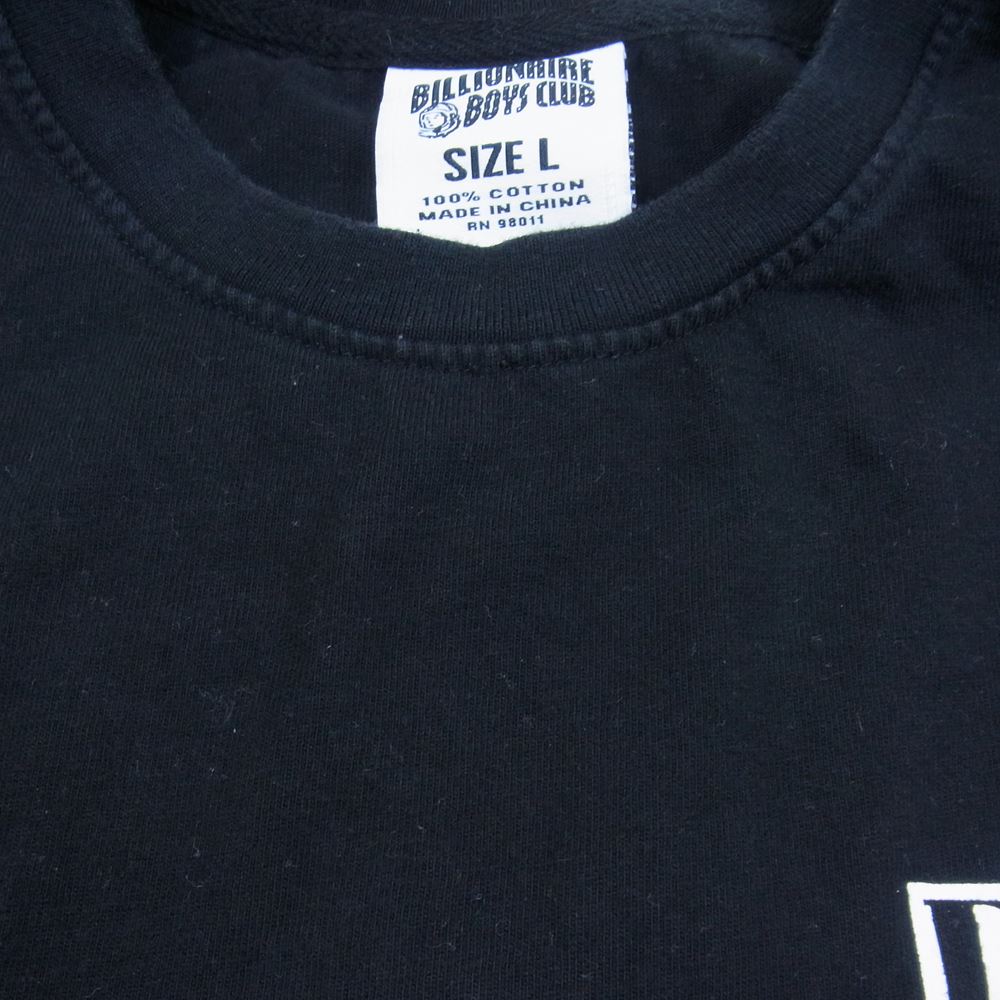 BILLIONAIRE
BOYS CLUB
SIZE L
100% COTTON
MADE IN CHINA
RN 98011